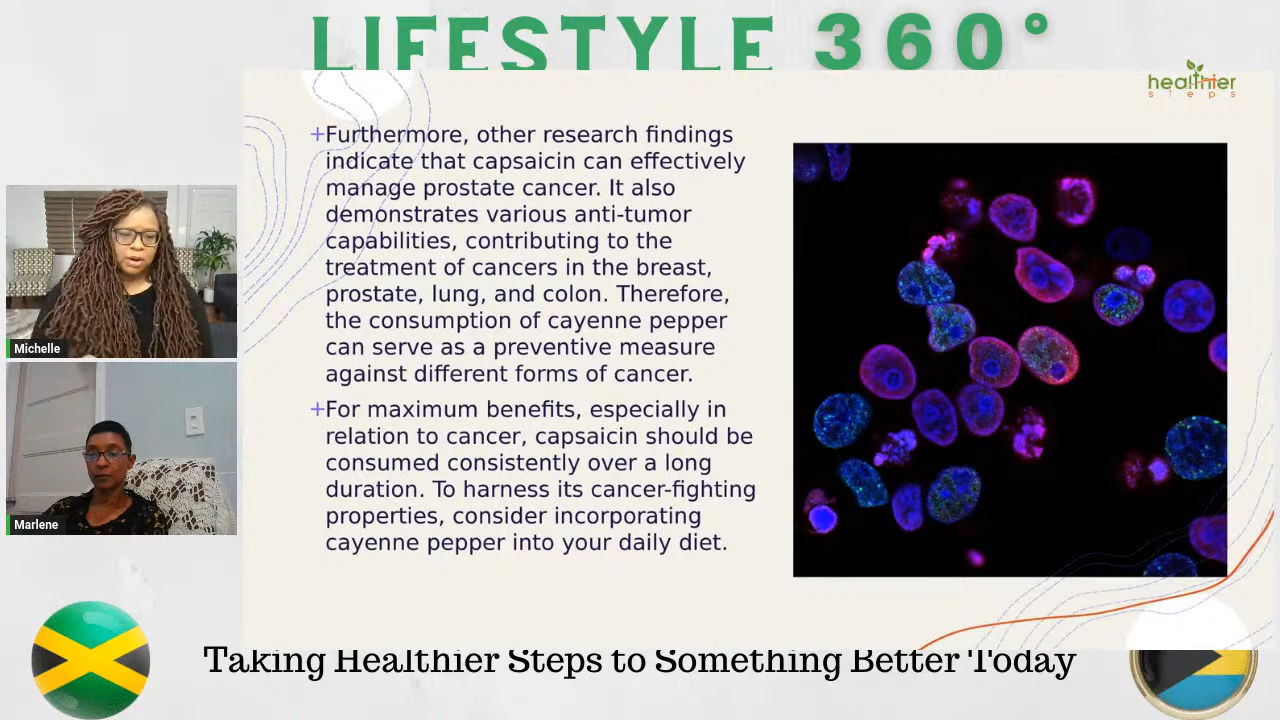 LIFESTYLE 360°
healthier
steps
+Furthermore, other research findings
indicate that capsaicin can effectively
manage prostate cancer. It also
demonstrates various anti-tumor
capabilities, contributing to the
treatment of cancers in the breast,
prostate, lung, and colon. Therefore,
the consumption of cayenne pepper
can serve as a preventive measure
against different forms of cancer.
+For maximum benefits, especially in
relation to cancer, capsaicin should be
consumed consistently over a long
duration. To harness its cancer-fighting
properties, consider incorporating
cayenne pepper into your daily diet.
Michelle
Marlene
Taking Healthier Steps to Something Better Today